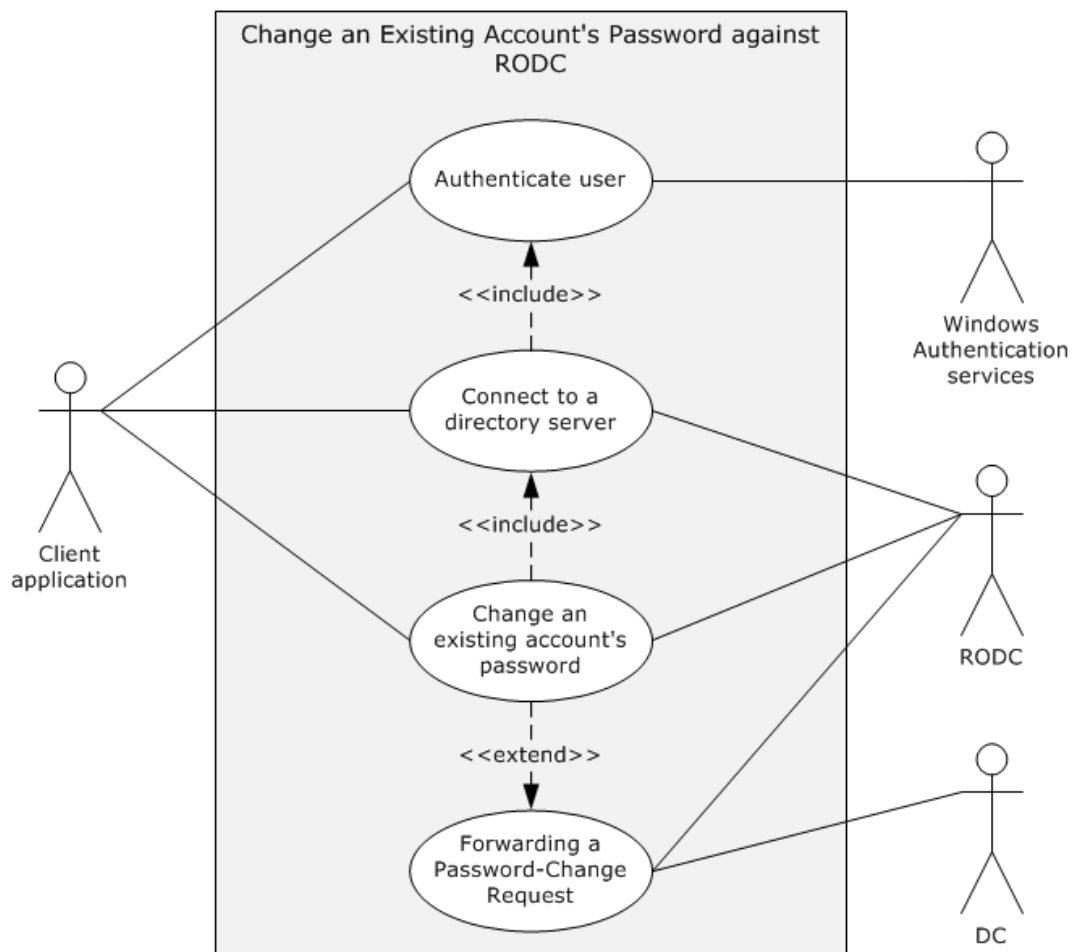 Change an Existing Account's Password against
RODC
Authenticate user
<<include>>
Windows
Authentication
services
Connect to a
directory server
<<include>>
Client
application
Change an
existing account's
password
RODC
<<extend>>
Forwarding a
Password-Change
Request
DC